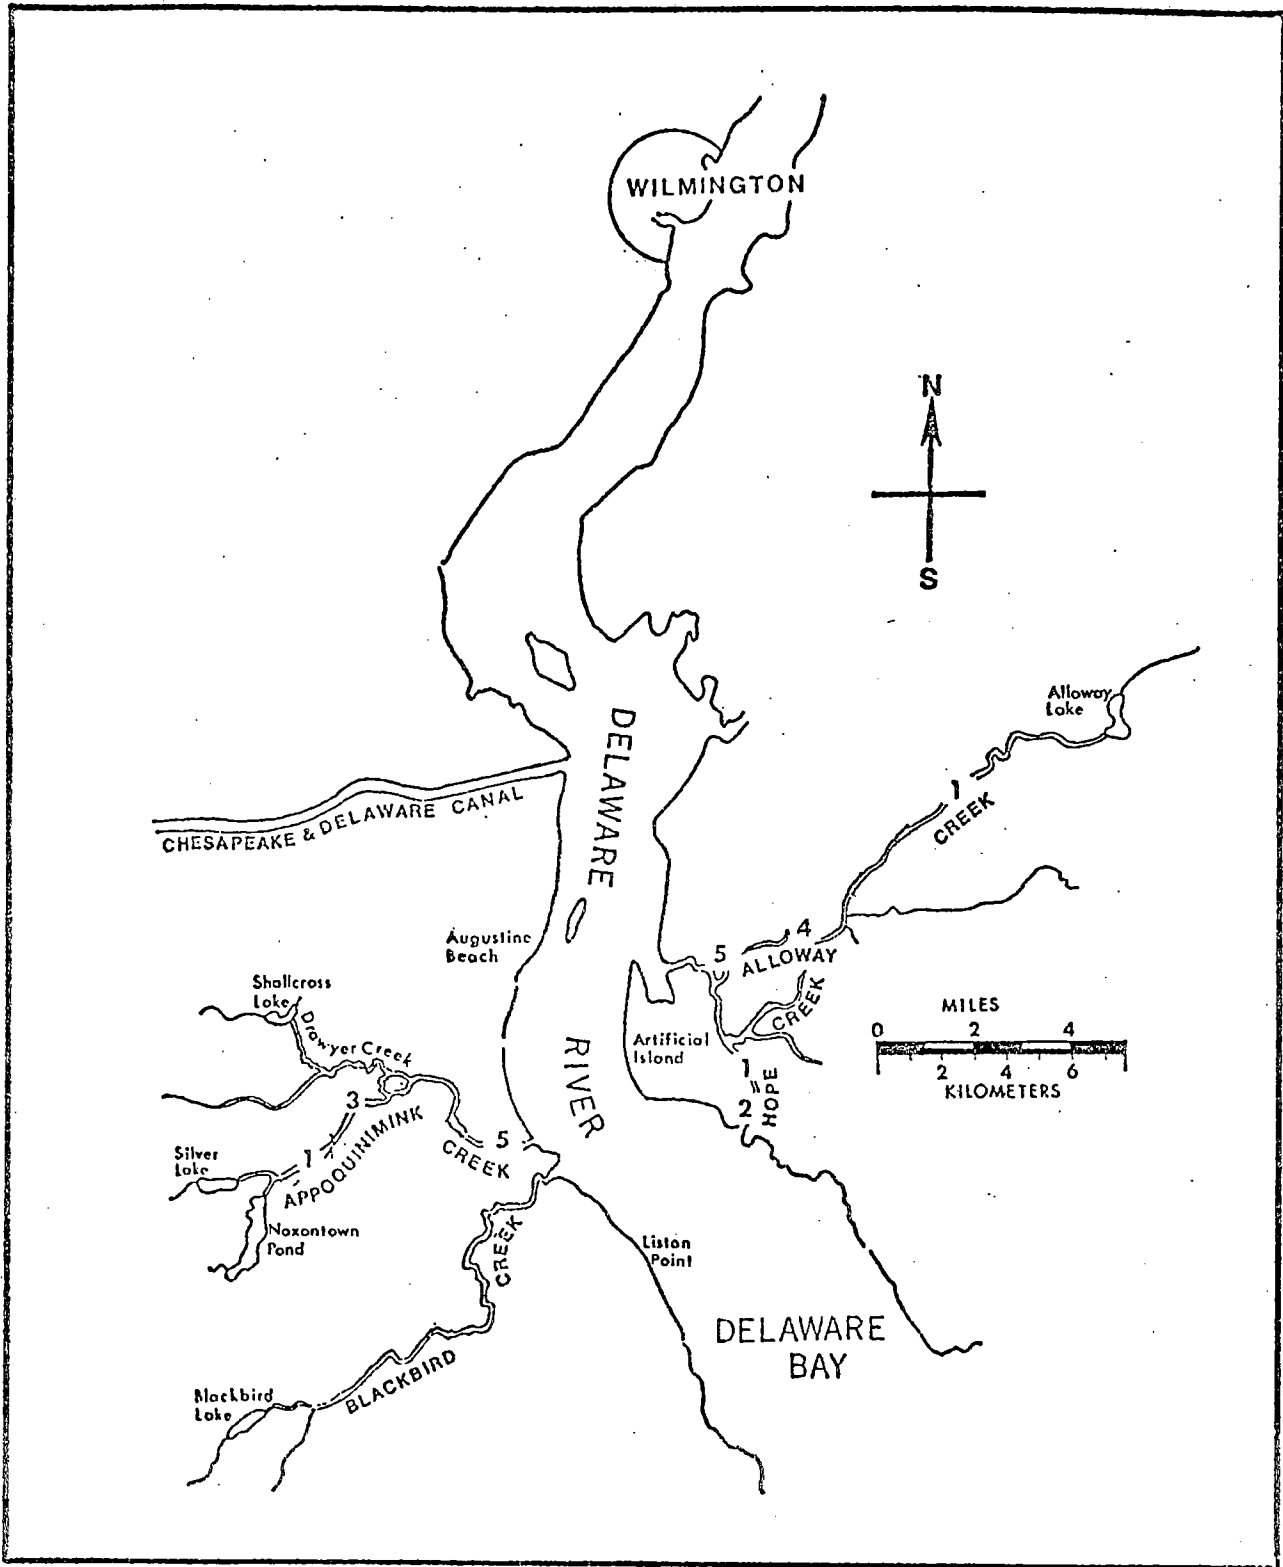 WILMINGTON
N
S
Alloway
Lake
DELAWARE
1
CREEK
CHESAPEAKE & DELAWARE CANAL
Augustine
Beach
5
4
ALLOWAY
CREEK
Shallcross
Lake
Drawyer Creek
MILES
0 2 4
2 4 6
KILOMETERS
Artificial
Island
RIVER
1
HOPE
2
3
APPOQUINIMINK
5
CREEK
Silver
Lake
1
Noxontown
Pond
CREEK
Liston
Point
DELAWARE
BAY
BLACKBIRD
Blackbird
Lake